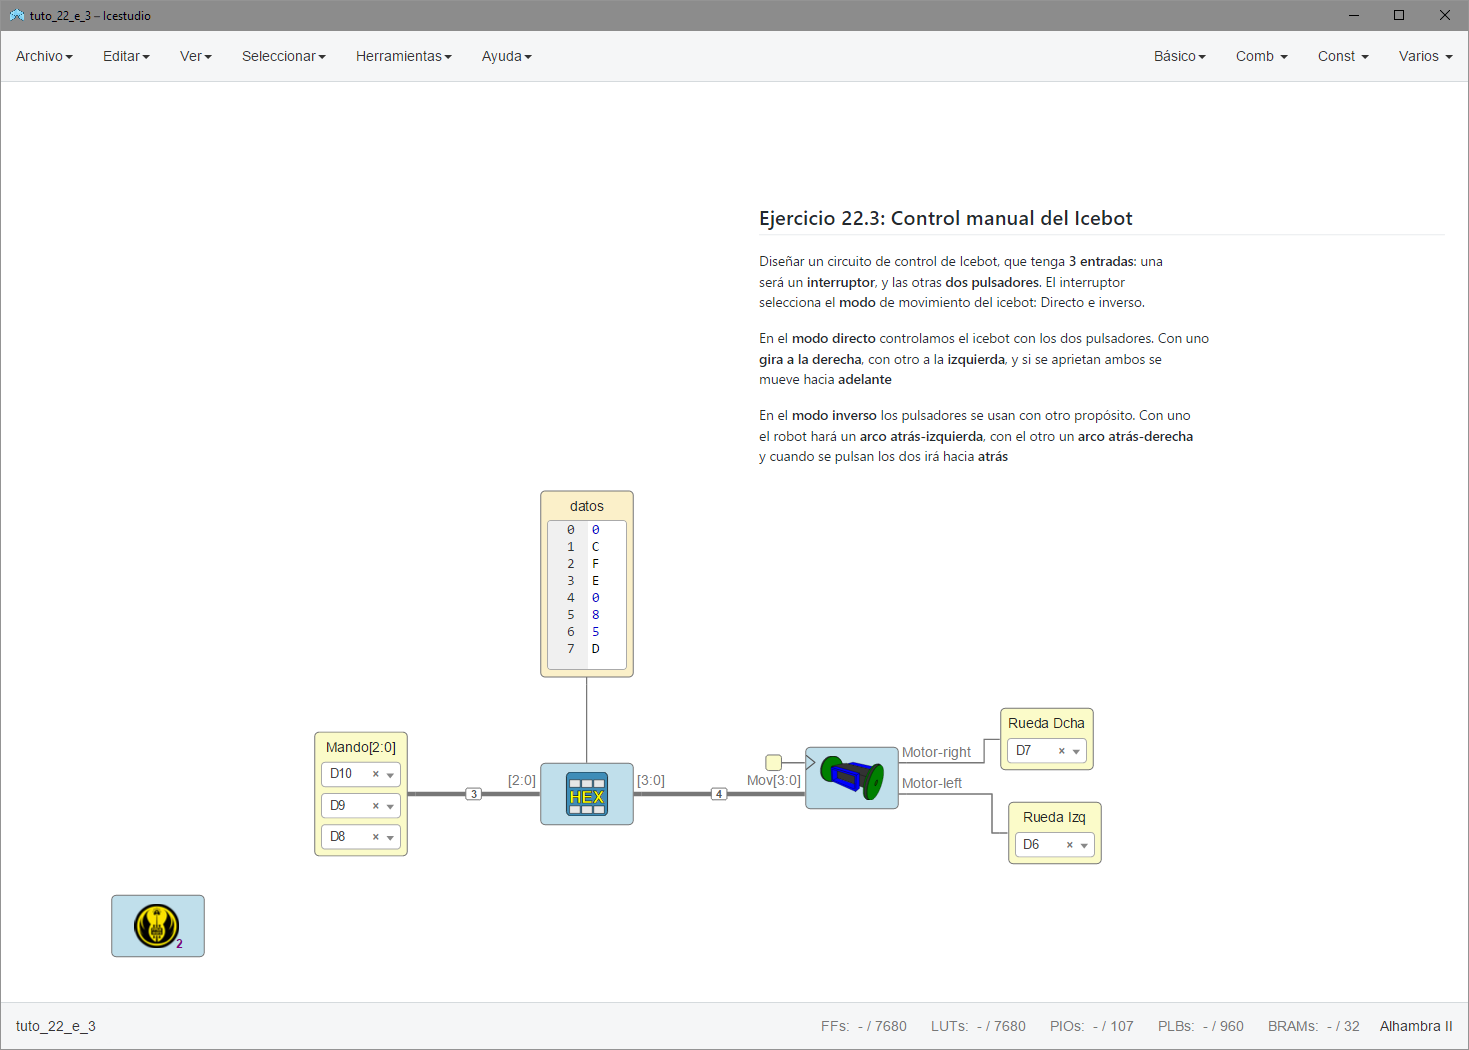 tuto_22_e_3 – Icestudio
Archivo Editar Ver Seleccionar Herramientas Ayuda Básico Comb Const Varios
Ejercicio 22.3: Control manual del Icebot
Diseñar un circuito de control de Icebot, que tenga 3 entradas: una
será un interruptor, y las otras dos pulsadores. El interruptor
selecciona el modo de movimiento del icebot: Directo e inverso.
En el modo directo controlamos el icebot con los dos pulsadores. Con uno
gira a la derecha, con otro a la izquierda, y si se aprietan ambos se
mueve hacia adelante
En el modo inverso los pulsadores se usan con otro propósito. Con uno
el robot hará un arco atrás-izquierda, con el otro un arco atrás-derecha
y cuando se pulsan los dos irá hacia atrás
datos
0 0
1 C
2 F
3 E
4 0
5 8
6 5
7 D
Mando[2:0]
D10 ×
D9 ×
D8 ×
3
[2:0]
HEX
[3:0]
4
Mov[3:0]
Motor-right
Motor-left
Rueda Dcha
D7 ×
Rueda Izq
D6 ×
2
tuto_22_e_3
FFs: - / 7680 LUTs: - / 7680 PIOs: - / 107 PLBs: - / 960 BRAMs: - / 32 Alhambra II